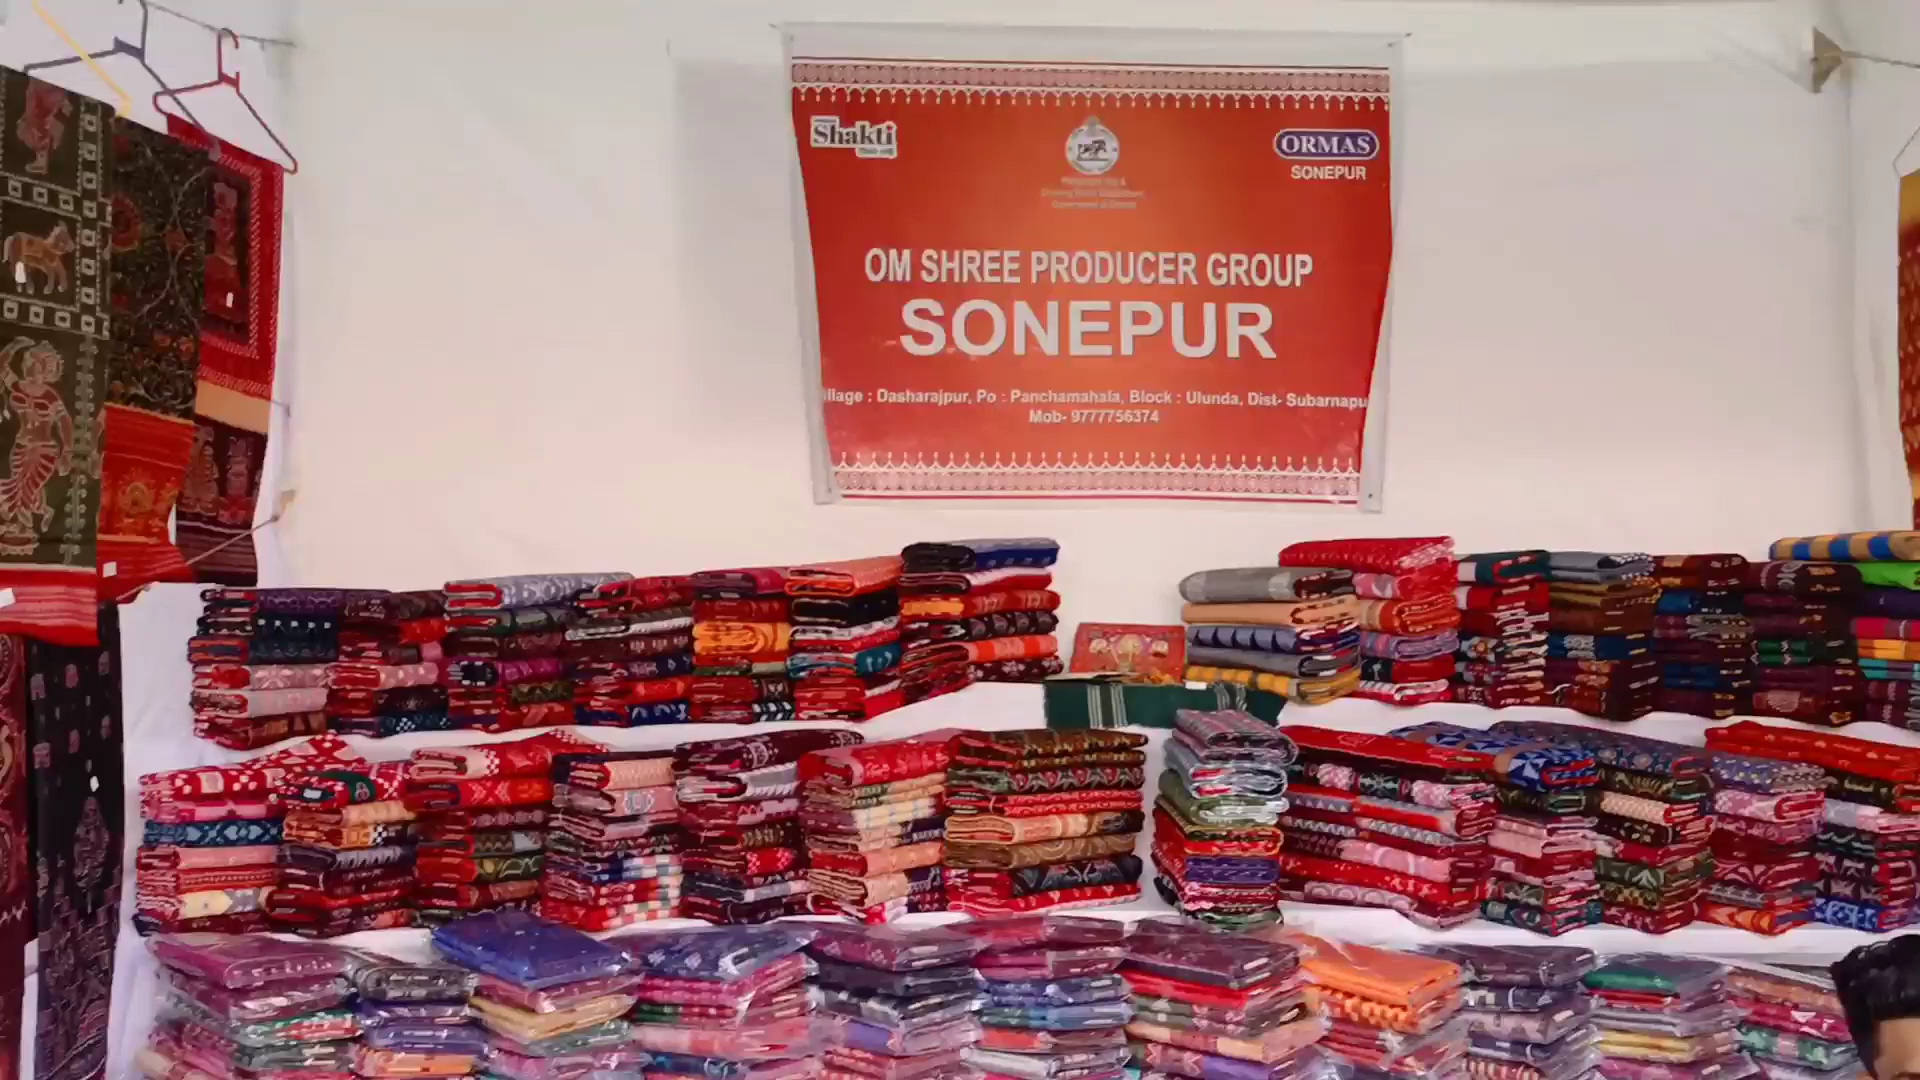 Shakti
ORMAS
SONEPUR
OM SHREE PRODUCER GROUP
SONEPUR
illage : Dasharajpur, Po : Panchamahala, Block : Ulunda, Dist- Subarnapu
Mob- 9777756374